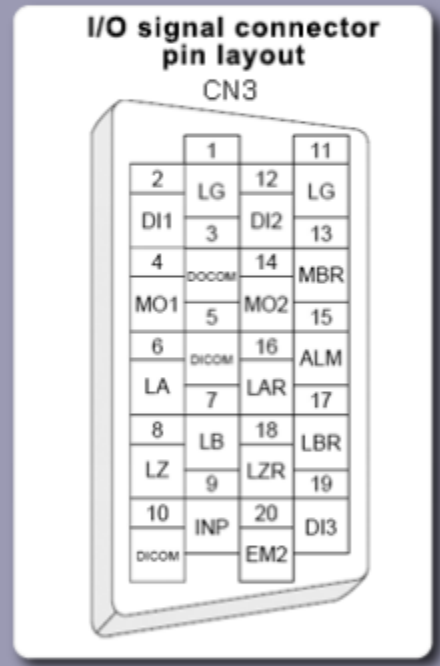 I/O signal connector
pin layout
CN3
1 11
2 LG 12 LG
DI1 3 DI2 13
4 DOCOM 14 MBR
MO1 5 MO2 15
6 DICOM 16 ALM
LA 7 LAR 17
8 LB 18 LBR
LZ 9 LZR 19
10 INP 20 DI3
DICOM EM2